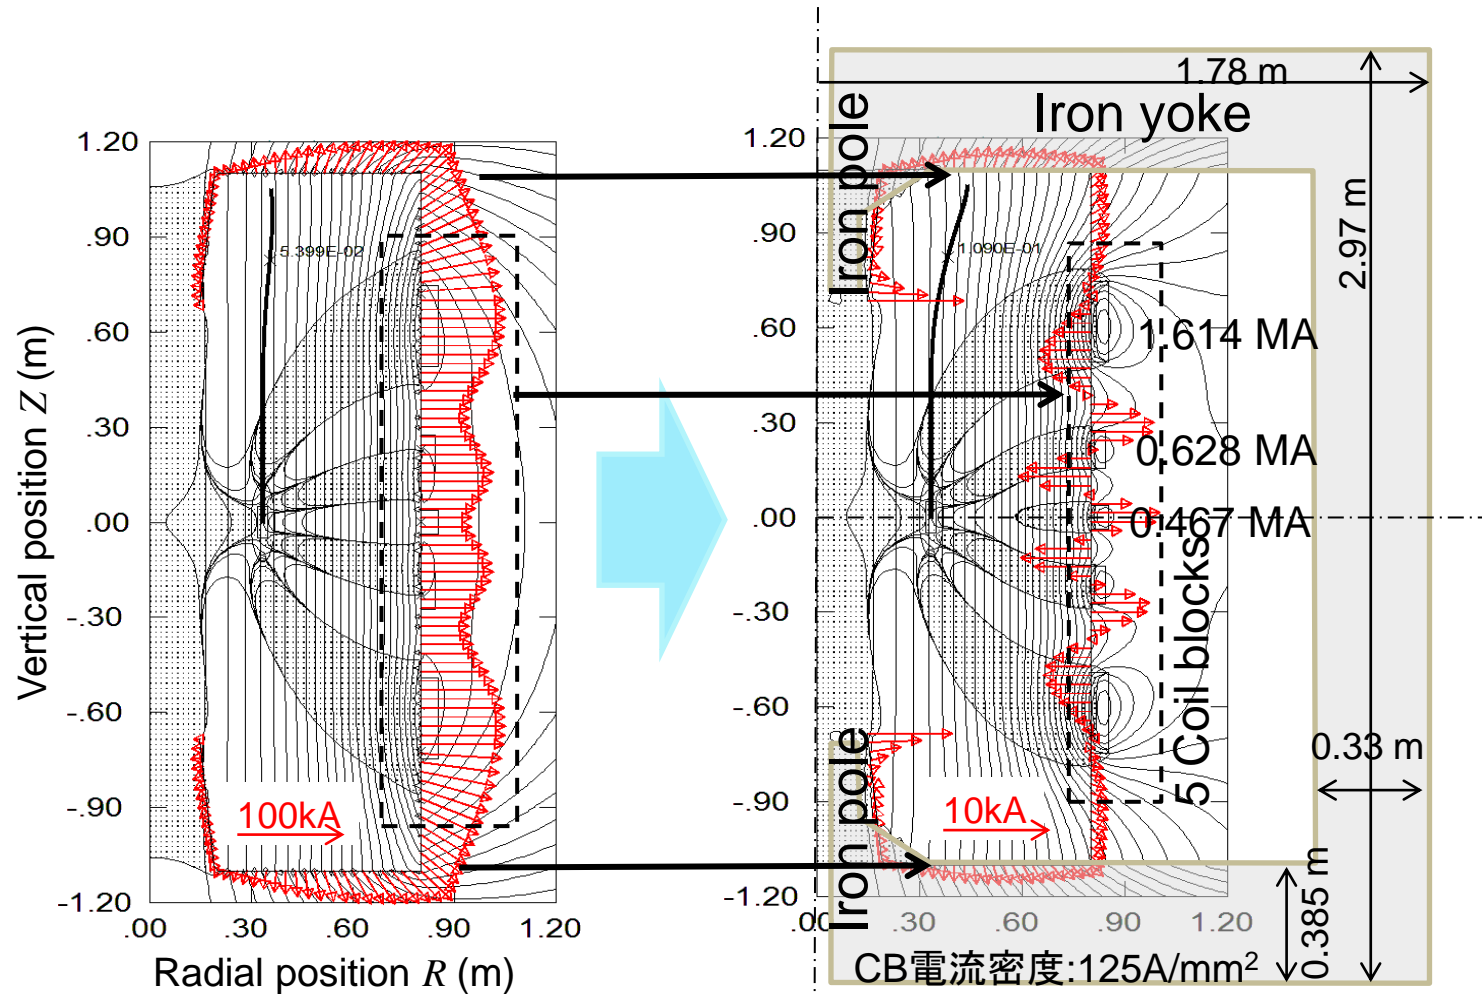 1.78 m
Iron yoke
Iron pole
2.97 m
1.20
.90
.60
.30
.00
-.30
-.60
-.90
-1.20
Vertical position Z (m)
5.399E-02
100kA
.00
.30
.60
.90
1.20
Radial position R (m)
1.20
.90
.60
.30
.00
-.30
-.60
-.90
-1.20
1.090E-01
1.614 MA
0.628 MA
0.467 MA
5 Coil blocks
0.33 m
Iron pole
10kA
0.385 m
.00
.30
.60
.90
1.20
CB電流密度:125A/mm²